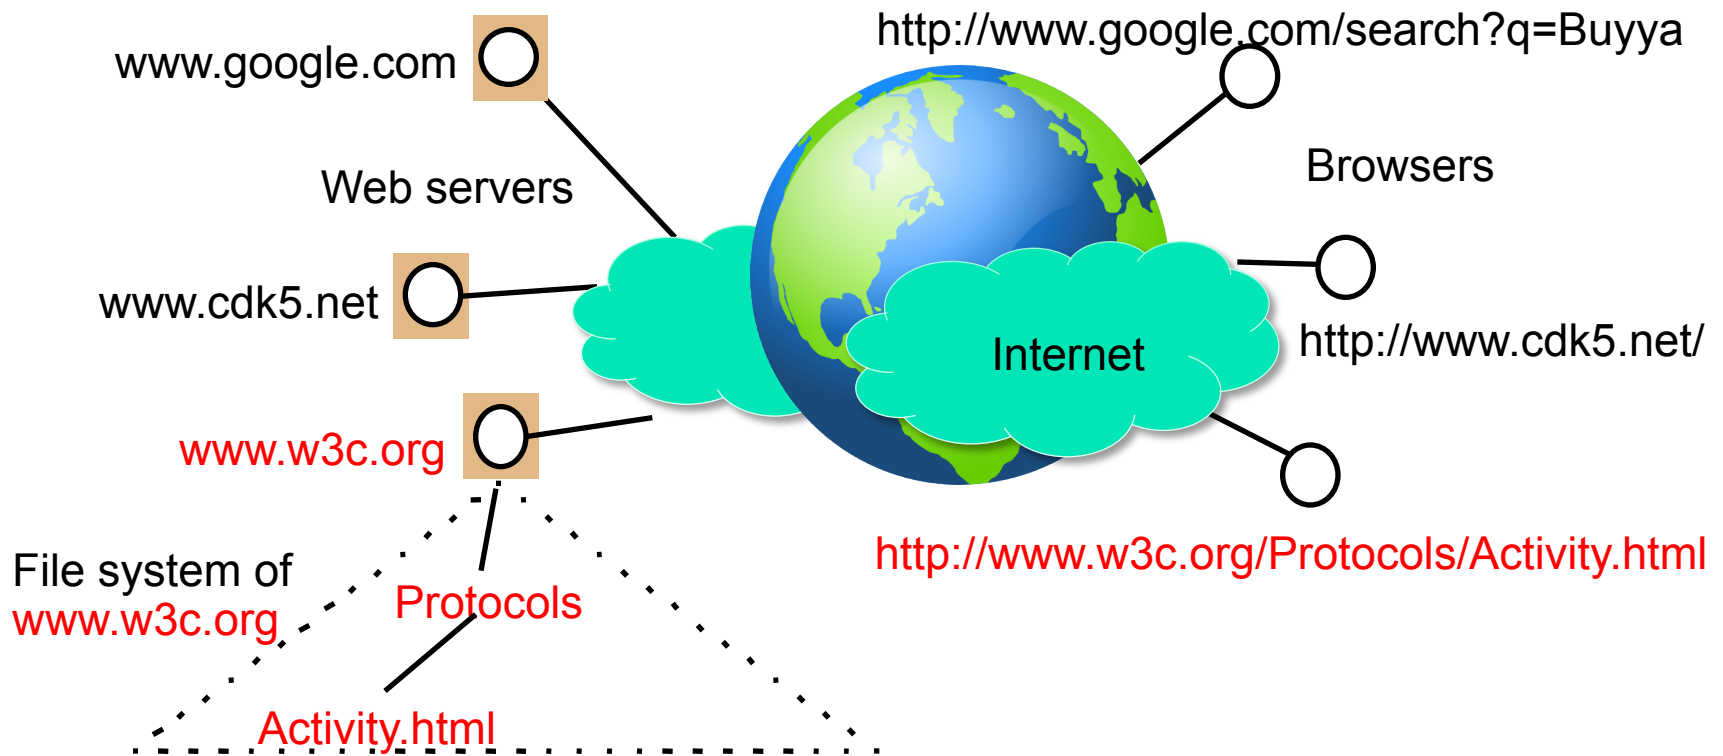 http://www.google.com/search?q=Buyya
www.google.com
Browsers
Web servers
www.cdk5.net
http://www.cdk5.net/
Internet
www.w3c.org
http://www.w3c.org/Protocols/Activity.html
File system of
www.w3c.org
Protocols
Activity.html